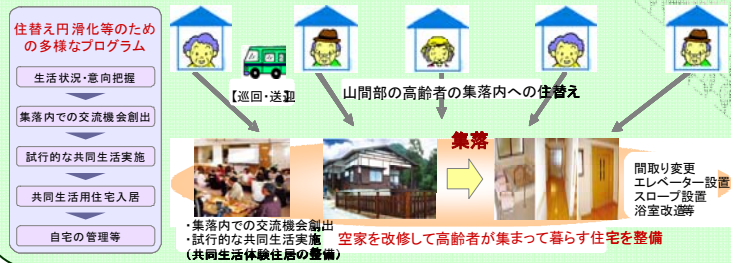 住替え円滑化等のため
の多様なプログラム
生活状況・意向把握
集落内での交流機会創出
試行的な共同生活実施
共同生活用住宅入居
自宅の管理等
【巡回・送迎】
山間部の高齢者の集落内への住替え
集落
間取り変更
エレベーター設置
スロープ設置
浴室改造等
・集落内での交流機会創出
・試行的な共同生活実施
(共同生活体験住居の整備)
空家を改修して高齢者が集まって暮らす住宅を整備